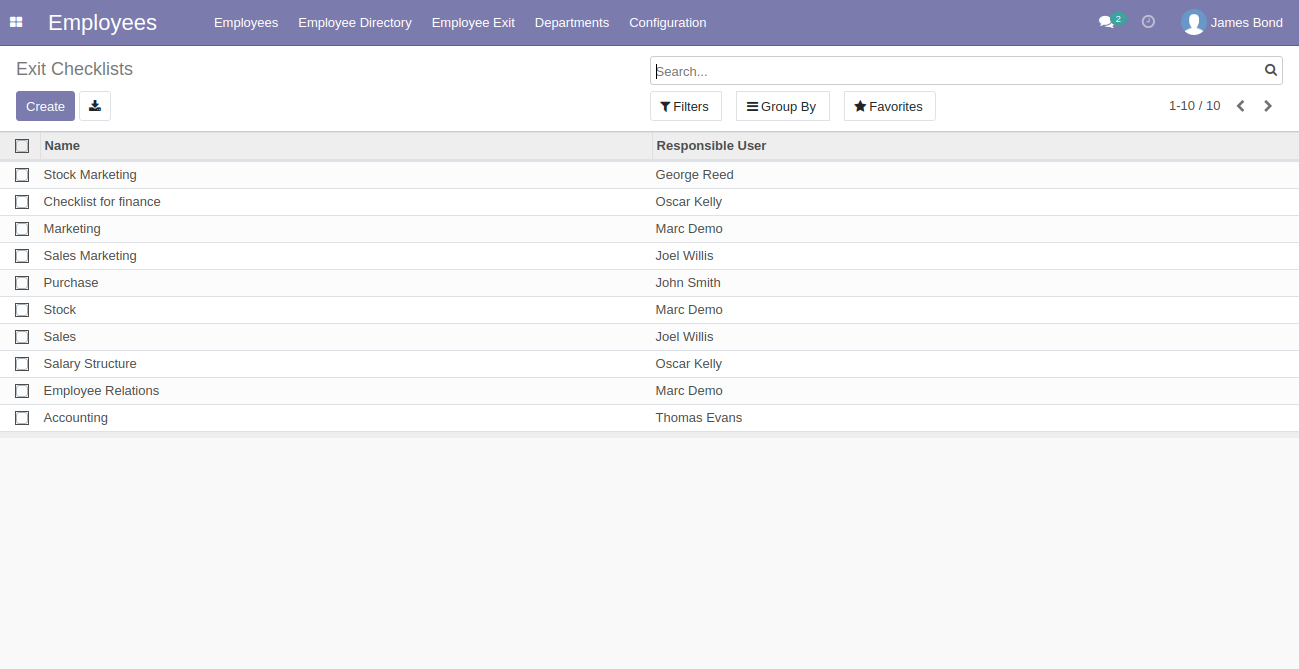 Employees Employees Employee Directory Employee Exit Departments Configuration 2 James Bond
Exit Checklists Search...
Create Filters Group By Favorites 1-10 / 10
Name Responsible User
Stock Marketing George Reed
Checklist for finance Oscar Kelly
Marketing Marc Demo
Sales Marketing Joel Willis
Purchase John Smith
Stock Marc Demo
Sales Joel Willis
Salary Structure Oscar Kelly
Employee Relations Marc Demo
Accounting Thomas Evans